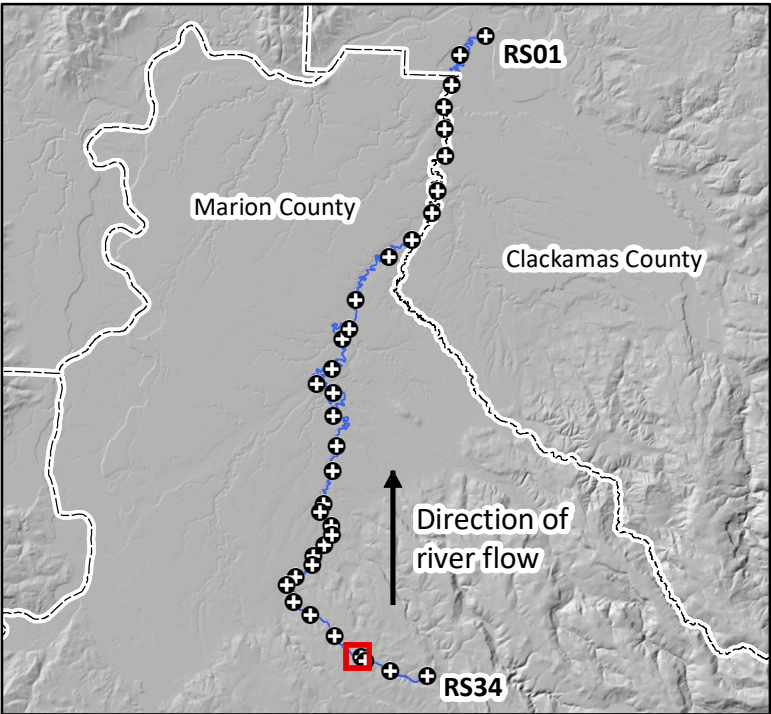 RS01
Marion County
Clackamas County
Direction of
river flow
RS34